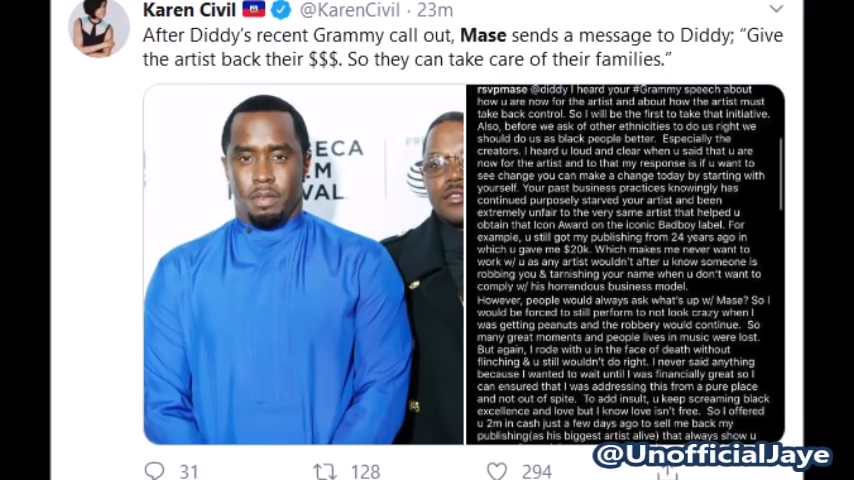 Karen Civil @KarenCivil · 23m
After Diddy's recent Grammy call out, Mase sends a message to Diddy; "Give
the artist back their $$$. So they can take care of their families."
ECA
M
VAL
PR
rsvpmase @diddy I heard your #Grammy speech about
how u are now for the artist and about how the artist must
take back control. So I will be the first to take that initiative.
Also, before we ask of other ethnicities to do us right we
should do us as black people better. Especially the
creators. I heard u loud and clear when u said that u are
now for the artist and to that my response is if u want to
see change you can make a change today by starting with
yourself. Your past business practices knowingly has
continued purposely starved your artist and been
extremely unfair to the very same artist that helped u
obtain that Icon Award on the iconic Badboy label. For
example, u still got my publishing from 24 years ago in
which u gave me $20k. Which makes me never want to
work w/ u as any artist wouldn't after u know someone is
robbing you & tarnishing your name when u don't want to
comply w/ his horrendous business model.
However, people would always ask what's up w/ Mase? So I
would be forced to still perform to not look crazy when I
was getting peanuts and the robbery would continue. So
many great moments and people lives in music were lost.
But again, I rode with u in the face of death without
flinching & u still wouldn't do right. I never said anything
because I wanted to wait until I was financially great so I
can ensured that I was addressing this from a pure place
and not out of spite. To add insult, u keep screaming black
excellence and love but I know love isn't free. So I offered
u 2m in cash just a few days ago to sell me back my
publishing(as his biggest artist alive) that always show u
31 128 294
@UnofficialJaye